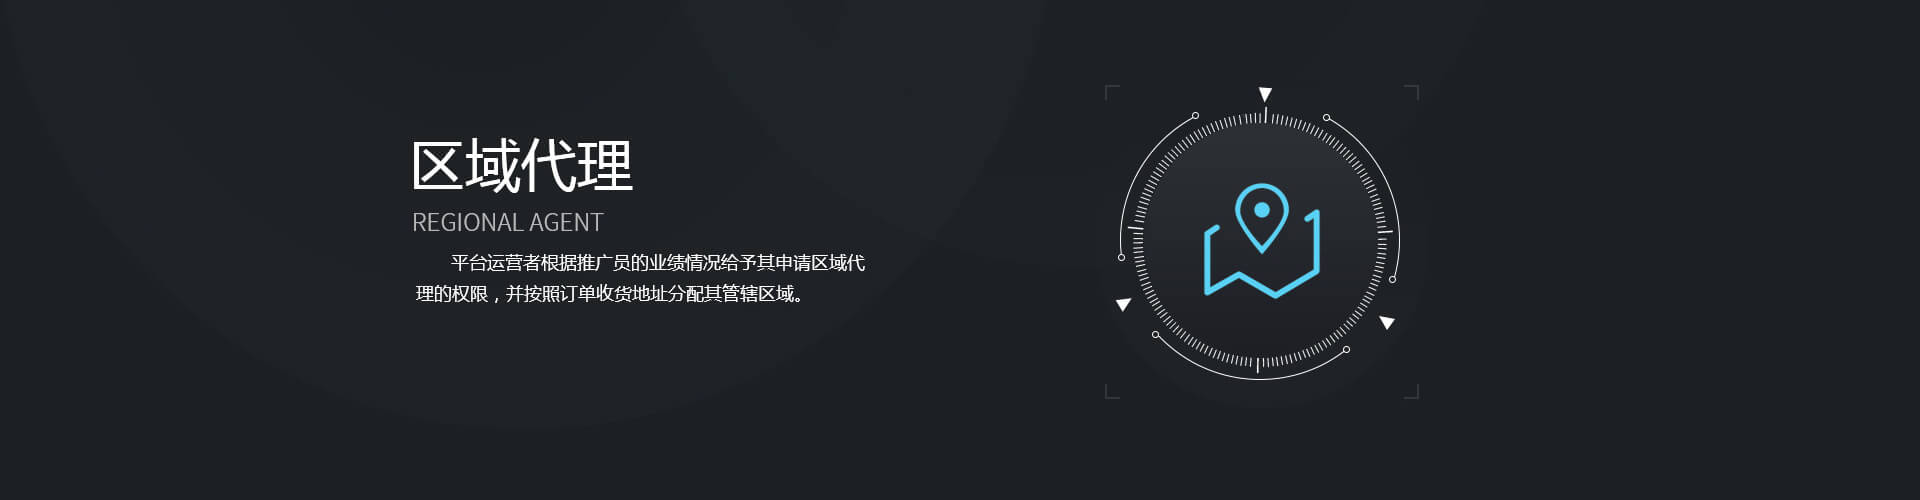 区域代理
REGIONAL AGENT
平台运营者根据推广员的业绩情况给予其申请区域代
理的权限，并按照订单收货地址分配其管辖区域。